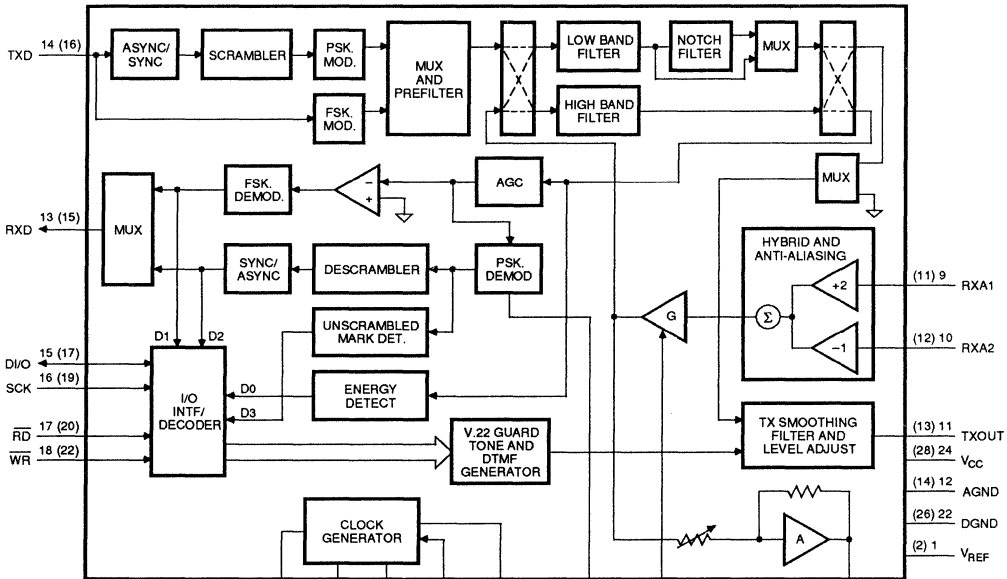 TXD
14 (16)
ASYNC/
SYNC
SCRAMBLER
PSK.
MOD.
FSK.
MOD.
MUX
AND
PREFILTER
X
LOW BAND
FILTER
NOTCH
FILTER
MUX
X
HIGH BAND
FILTER
RXD
13 (15)
MUX
FSK.
DEMOD.
−
+
AGC
MUX
SYNC/
ASYNC
DESCRAMBLER
PSK.
DEMOD
HYBRID AND
ANTI-ALIASING
+2
Σ
−1
G
(11) 9
RXA1
(12) 10
RXA2
UNSCRAMBLED
MARK DET.
D1
D2
DI/O
15 (17)
SCK
16 (19)
RD
17 (20)
WR
18 (22)
I/O
INTF/
DECODER
D0
ENERGY
DETECT
D3
V.22 GUARD
TONE AND
DTMF
GENERATOR
TX SMOOTHING
FILTER AND
LEVEL ADJUST
(13) 11
TXOUT
(28) 24
VCC
(14) 12
AGND
(26) 22
DGND
(2) 1
VREF
CLOCK
GENERATOR
A